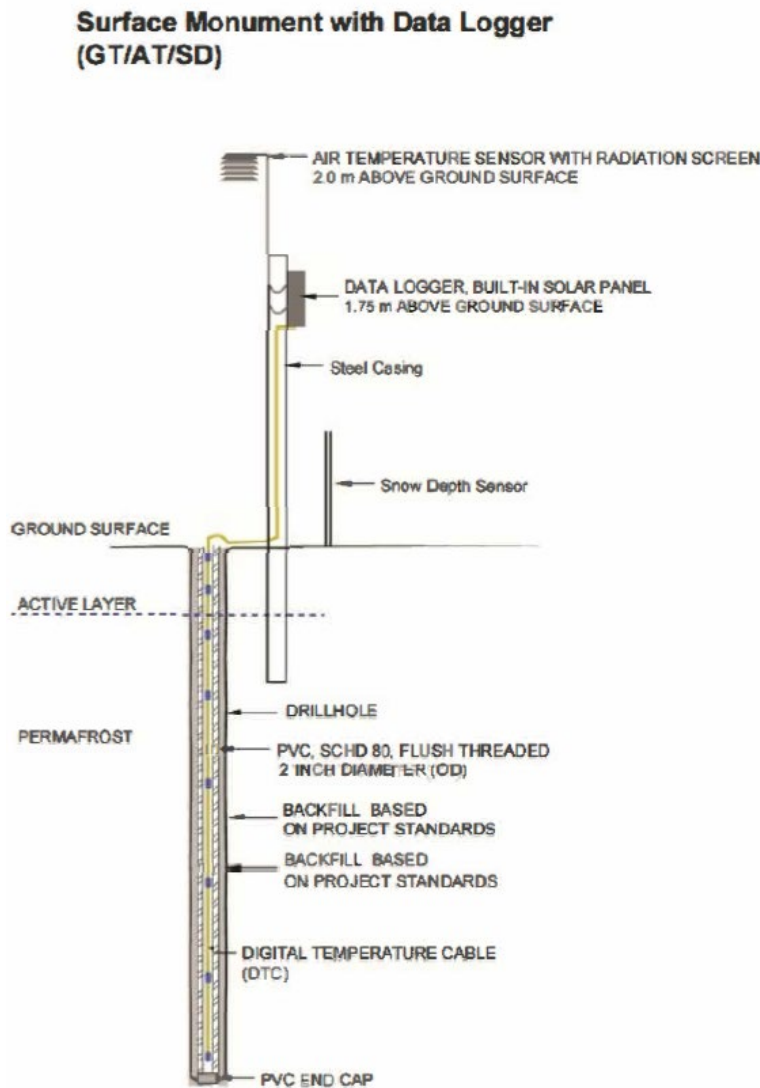 Surface Monument with Data Logger
(GT/AT/SD)
AIR TEMPERATURE SENSOR WITH RADIATION SCREEN
2.0 m ABOVE GROUND SURFACE
DATA LOGGER, BUILT-IN SOLAR PANEL
1.75 m ABOVE GROUND SURFACE
Steel Casing
Snow Depth Sensor
GROUND SURFACE
ACTIVE LAYER
DRILLHOLE
PERMAFROST
PVC, SCHD 80, FLUSH THREADED
2 INCH DIAMETER (OD)
BACKFILL BASED
ON PROJECT STANDARDS
BACKFILL BASED
ON PROJECT STANDARDS
DIGITAL TEMPERATURE CABLE
(DTC)
PVC END CAP